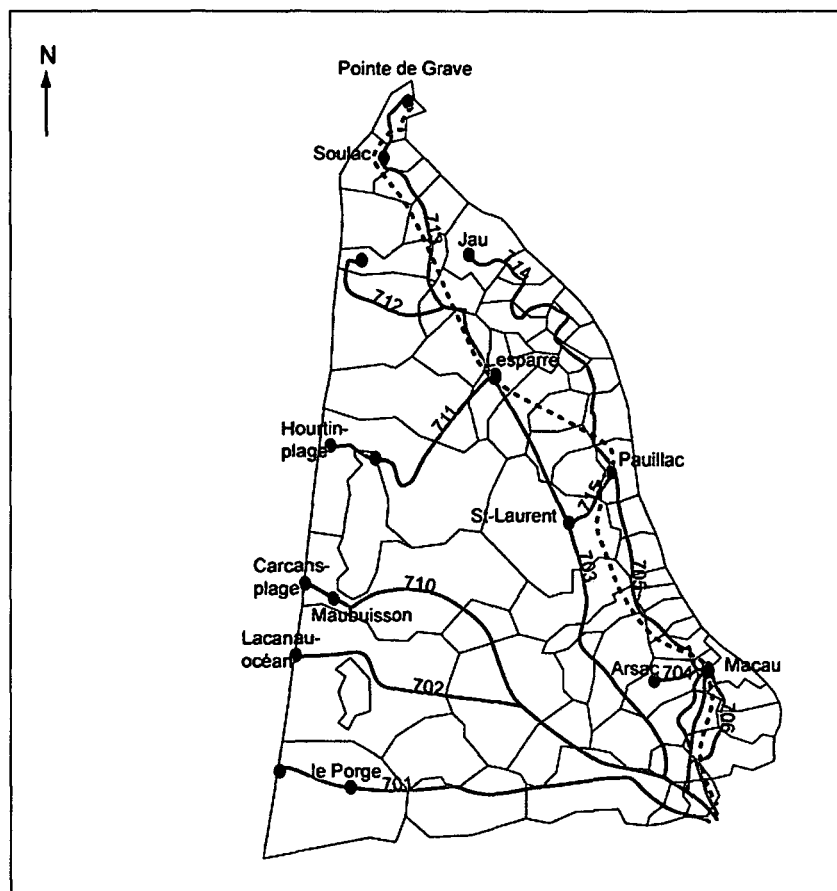 N
Pointe de Grave
Soulac
713
Jau
714
712
Lesparre
711
Hourtin-
plage
Pauillac
715
St-Laurent
703
705
Carcans-
plage
710
Maubuisson
Lacanau-
océan
702
Arsac
704
Macau
706
le Porge
701